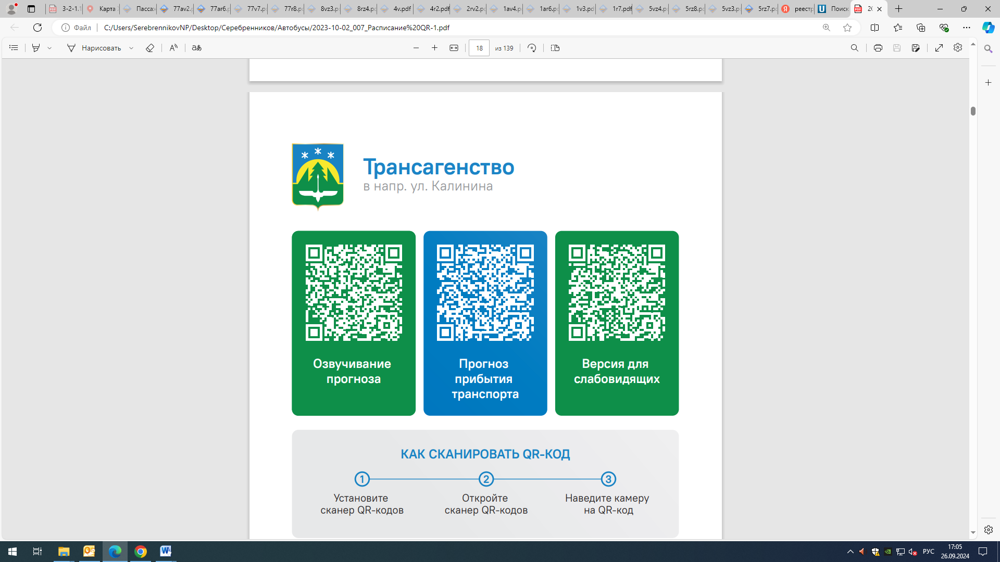 3-2-1.1
Карта
Пассаж
77av2.p
77ar6.p
77v7.p
77r8.p
8vz3.p
8rz4.p
4v.pdf
4r2.pdf
2rv2.p
1av4.p
1ar6.p
1v3.pd
1r7.pdf
5vz4.p
5rz8.p
5vz3.p
5rz7.p
реестр
Поиск
20
Файл
C:/Users/SerebrennikovNP/Desktop/Серебренников/Автобусы/2023-10-02_007_Расписание%20QR-1.pdf
Нарисовать
аあ
18
из 139
Трансагенство
в напр. ул. Калинина
Озвучивание
прогноза
Прогноз
прибытия
транспорта
Версия для
слабовидящих
КАК СКАНИРОВАТЬ QR-КОД
1
2
3
Установите
сканер QR-кодов
Откройте
сканер QR-кодов
Наведите камеру
на QR-код
РУС
17:05
26.09.2024